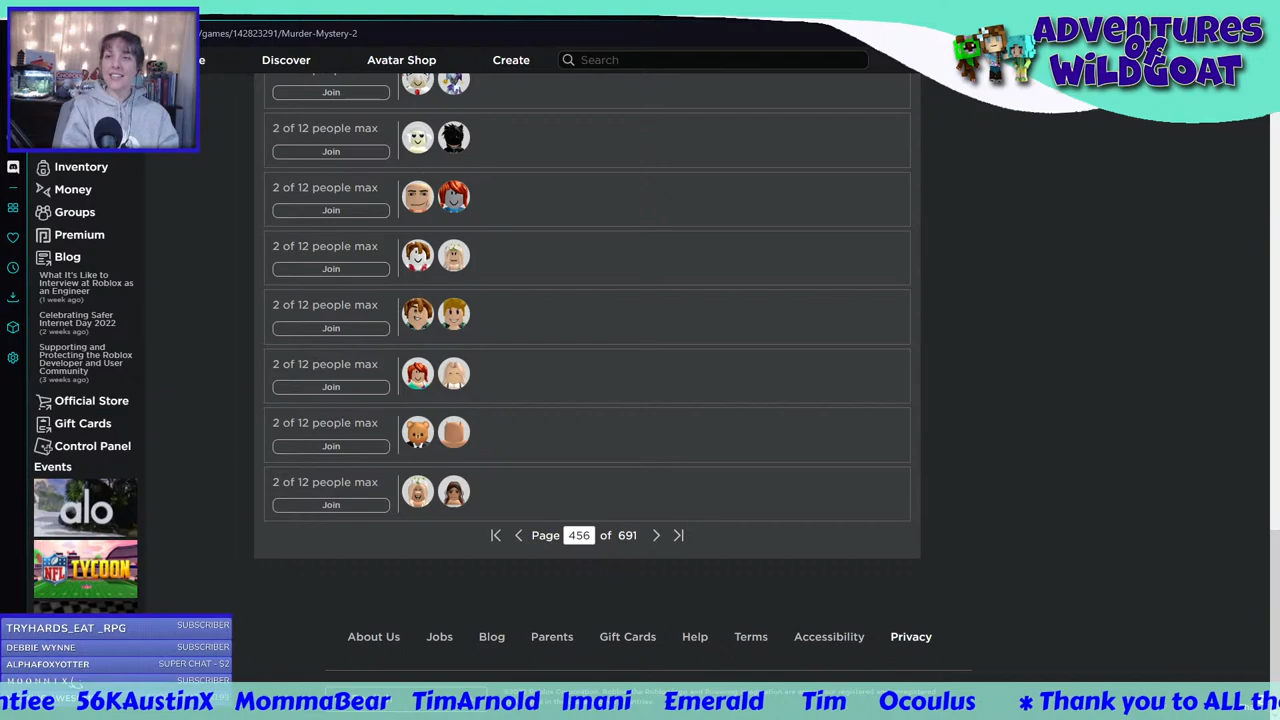 /games/142823291/Murder-Mystery-2
Discover
Avatar Shop
Create
Search
ADVENTURES
OF
WILDGOAT
Join
2 of 12 people max
Join
2 of 12 people max
Join
2 of 12 people max
Join
2 of 12 people max
Join
2 of 12 people max
Join
2 of 12 people max
Join
2 of 12 people max
Join
Page 456 of 691
Inventory
Money
Groups
Premium
Blog
What It's Like to
Interview at Roblox as
an Engineer
(1 week ago)
Celebrating Safer
Internet Day 2022
(2 weeks ago)
Supporting and
Protecting the Roblox
Developer and User
Community
(3 weeks ago)
Official Store
Gift Cards
Control Panel
Events
alo
NFL
TYCOON
About Us
Jobs
Blog
Parents
Gift Cards
Help
Terms
Accessibility
Privacy
TRYHARDS_EAT _RPG SUBSCRIBER
DEBBIE WYNNE SUBSCRIBER
ALPHAFOXYOTTER SUPER CHAT - $2
SUBSCRIBER
ntiee 56KAustinX MommaBear TimArnold Imani Emerald Tim Oculus * Thank you to ALL th